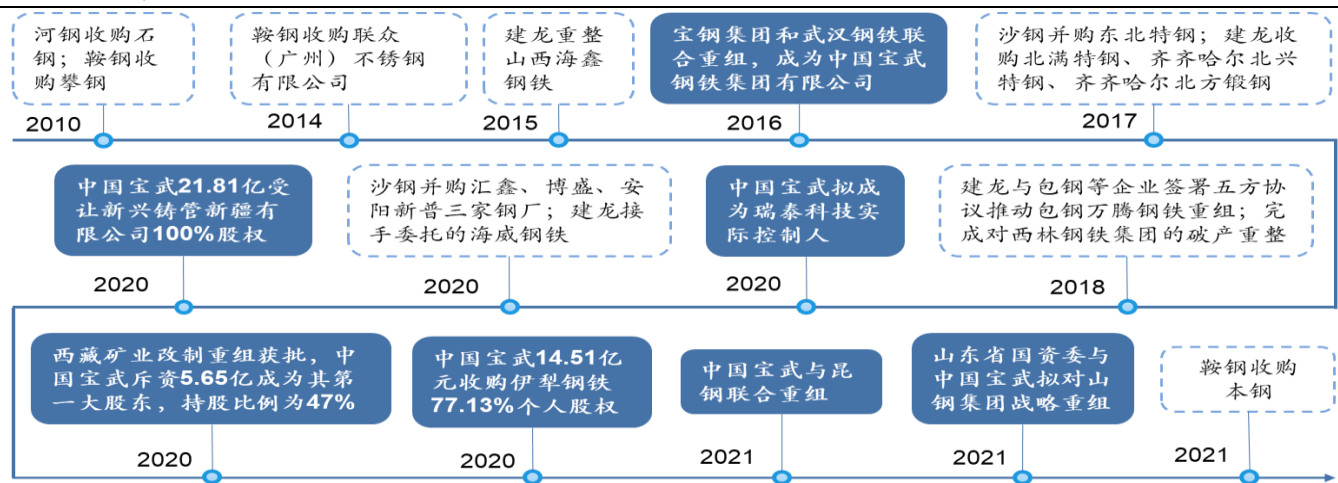 河钢收购石
钢；鞍钢收
购攀钢
2010
鞍钢收购联众
（广州）不锈钢
有限公司
2014
建龙重整
山西海鑫
钢铁
2015
宝钢集团和武汉钢铁联
合重组，成为中国宝武
钢铁集团有限公司
2016
沙钢并购东北特钢；建龙收
购北满特钢、齐齐哈尔北兴
特钢、齐齐哈尔北方锻钢
2017
中国宝武21.81亿受
让新兴铸管新疆有
限公司100%股权
2020
沙钢并购汇鑫、博盛、安
阳新普三家钢厂；建龙接
手委托的海威钢铁
2020
中国宝武拟成
为瑞泰科技实
际控制人
2020
建龙与包钢等企业签署五方协
议推动包钢万腾钢铁重组；完
成对西林钢铁集团的破产重整
2018
西藏矿业改制重组获批，中
国宝武斥资5.65亿成为其第
一大股东，持股比例为47%
2020
中国宝武14.51亿
元收购伊犁钢铁
77.13%个人股权
2020
中国宝武与昆
钢联合重组
2021
山东省国资委与
中国宝武拟对山
钢集团战略重组
2021
鞍钢收购
本钢
2021